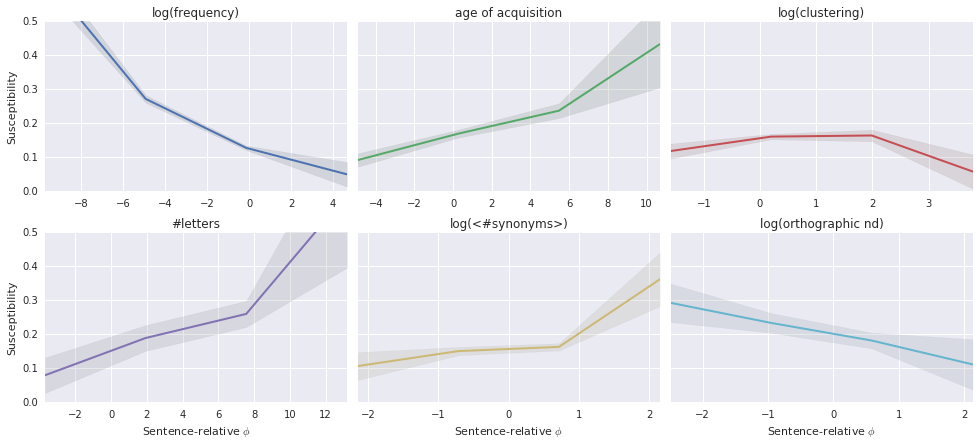 log(frequency) age of acquisition log(clustering)
Susceptibility
0.5
0.4
0.3
0.2
0.1
0.0
−8 −6 −4 −2 0 2 4
−4 −2 0 2 4 6 8 10
−1 0 1 2 3
#letters log(<#synonyms>) log(orthographic nd)
Susceptibility
0.5
0.4
0.3
0.2
0.1
0.0
−2 0 2 4 6 8 10 12
−2 −1 0 1 2
−2 −1 0 1 2
Sentence-relative ϕ Sentence-relative ϕ Sentence-relative ϕ